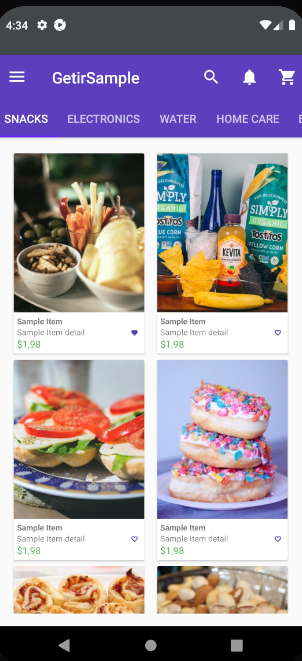 4:34
GetirSample
SNACKS ELECTRONICS WATER HOME CARE
SIMPLY
ORGANIC
TOSTITOS
BLUE CORN
KEVITA
SIMPLY
TOSTITOS
YELLOW CORN
Sample Item
Sample Item detail
$1,98
Sample Item
Sample Item detail
$1,98
Sample Item
Sample Item detail
$1,98
Sample Item
Sample Item detail
$1,98